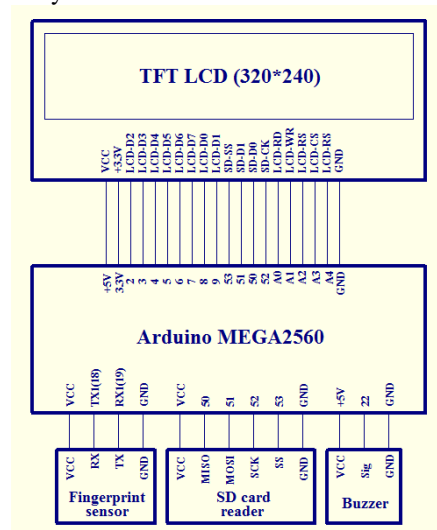 TFT LCD (320*240)
VCC
+3.3V
LCD-D2
LCD-D3
LCD-D4
LCD-D5
LCD-D6
LCD-D7
LCD-D0
LCD-D1
SD-SS
SD-D1
SD-D0
SD-CK
LCD-RD
LCD-WR
LCD-RS
LCD-CS
LCD-RS
GND
+5V
3.3V
2
3
4
5
6
7
8
9
53
51
50
52
A0
A1
A2
A3
A4
GND
Arduino MEGA2560
VCC
TX1(18)
RX1(19)
GND
VCC
50
51
52
53
GND
+5V
22
GND
VCC
RX
TX
GND
Fingerprint
sensor
VCC
MISO
MOSI
SCK
SS
GND
SD card
reader
VCC
Sig
GND
Buzzer